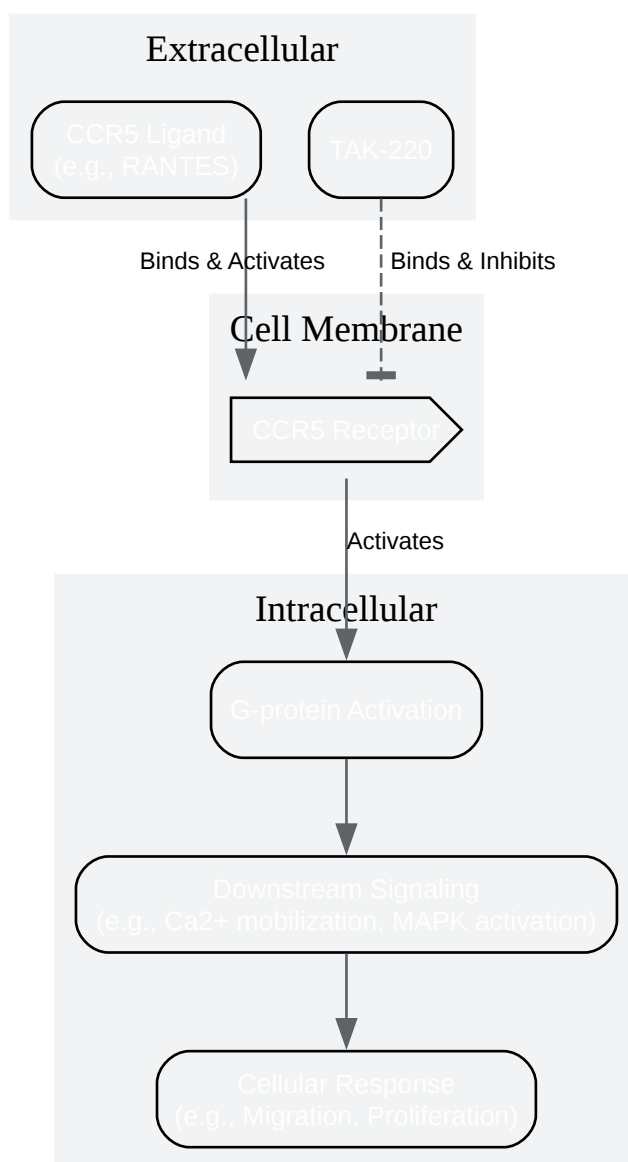 Extracellular
CCR5 Ligand
(e.g., RANTES)
TAK-220
Binds & Activates
Binds & Inhibits
Cell Membrane
CCR5 Receptor
Activates
Intracellular
G-protein Activation
Downstream Signaling
(e.g., Ca2+ mobilization, MAPK activation)
Cellular Response
(e.g., Migration, Proliferation)